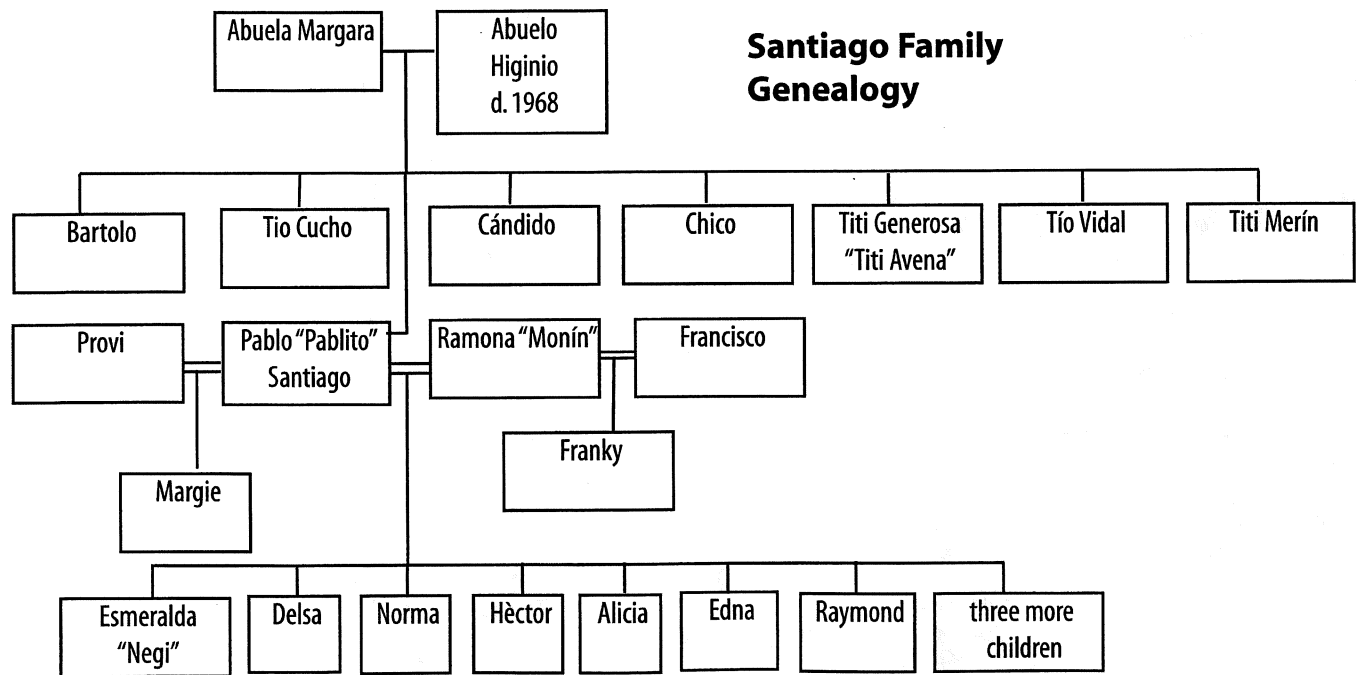 Abuela Margara
Abuelo
Higinio
d. 1968
Santiago Family
Genealogy
Bartolo
Tio Cucho
Cándido
Chico
Titi Generosa
“Titi Avena”
Tío Vidal
Titi Merín
Provi
Pablo “Pablito”
Santiago
Ramona “Monín”
Francisco
Franky
Margie
Esmeralda
“Negi”
Delsa
Norma
Hèctor
Alicia
Edna
Raymond
three more
children